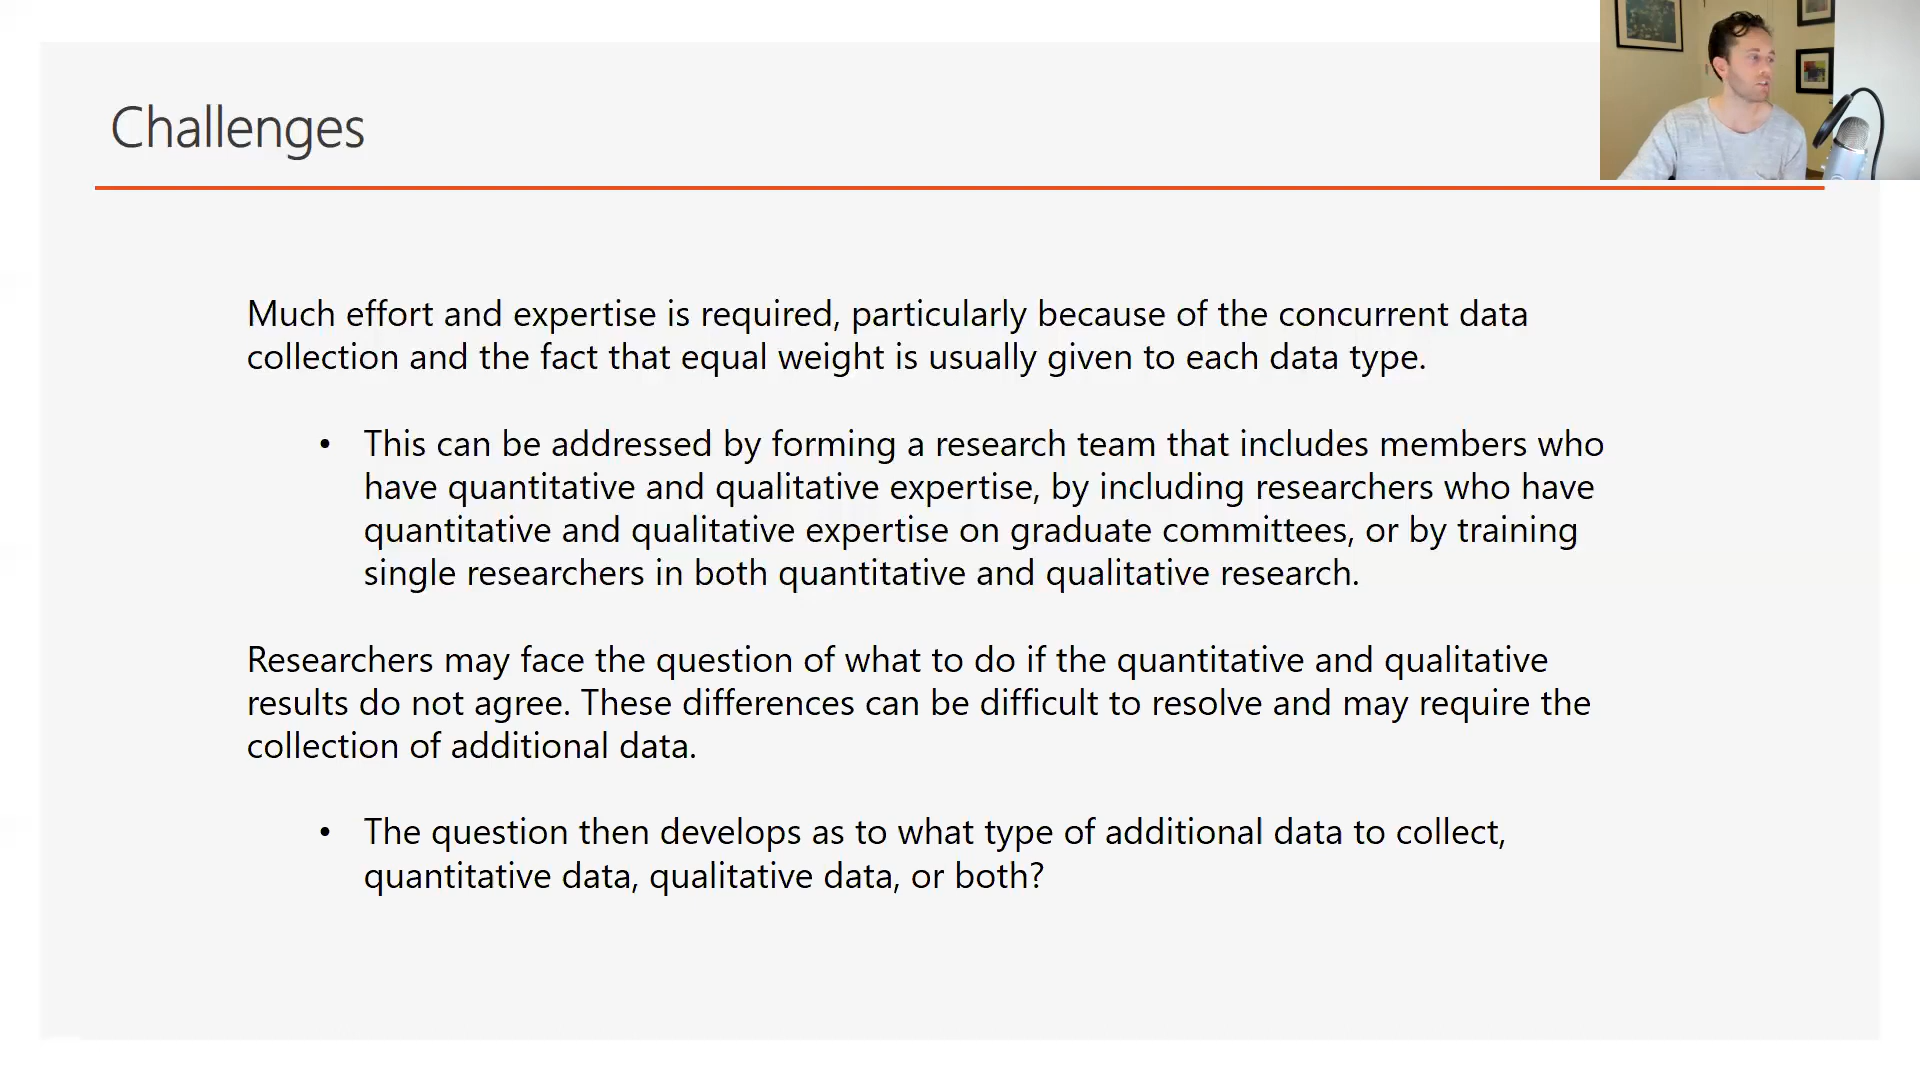 Challenges
Much effort and expertise is required, particularly because of the concurrent data
collection and the fact that equal weight is usually given to each data type.
• This can be addressed by forming a research team that includes members who
have quantitative and qualitative expertise, by including researchers who have
quantitative and qualitative expertise on graduate committees, or by training
single researchers in both quantitative and qualitative research.
Researchers may face the question of what to do if the quantitative and qualitative
results do not agree. These differences can be difficult to resolve and may require the
collection of additional data.
• The question then develops as to what type of additional data to collect,
quantitative data, qualitative data, or both?